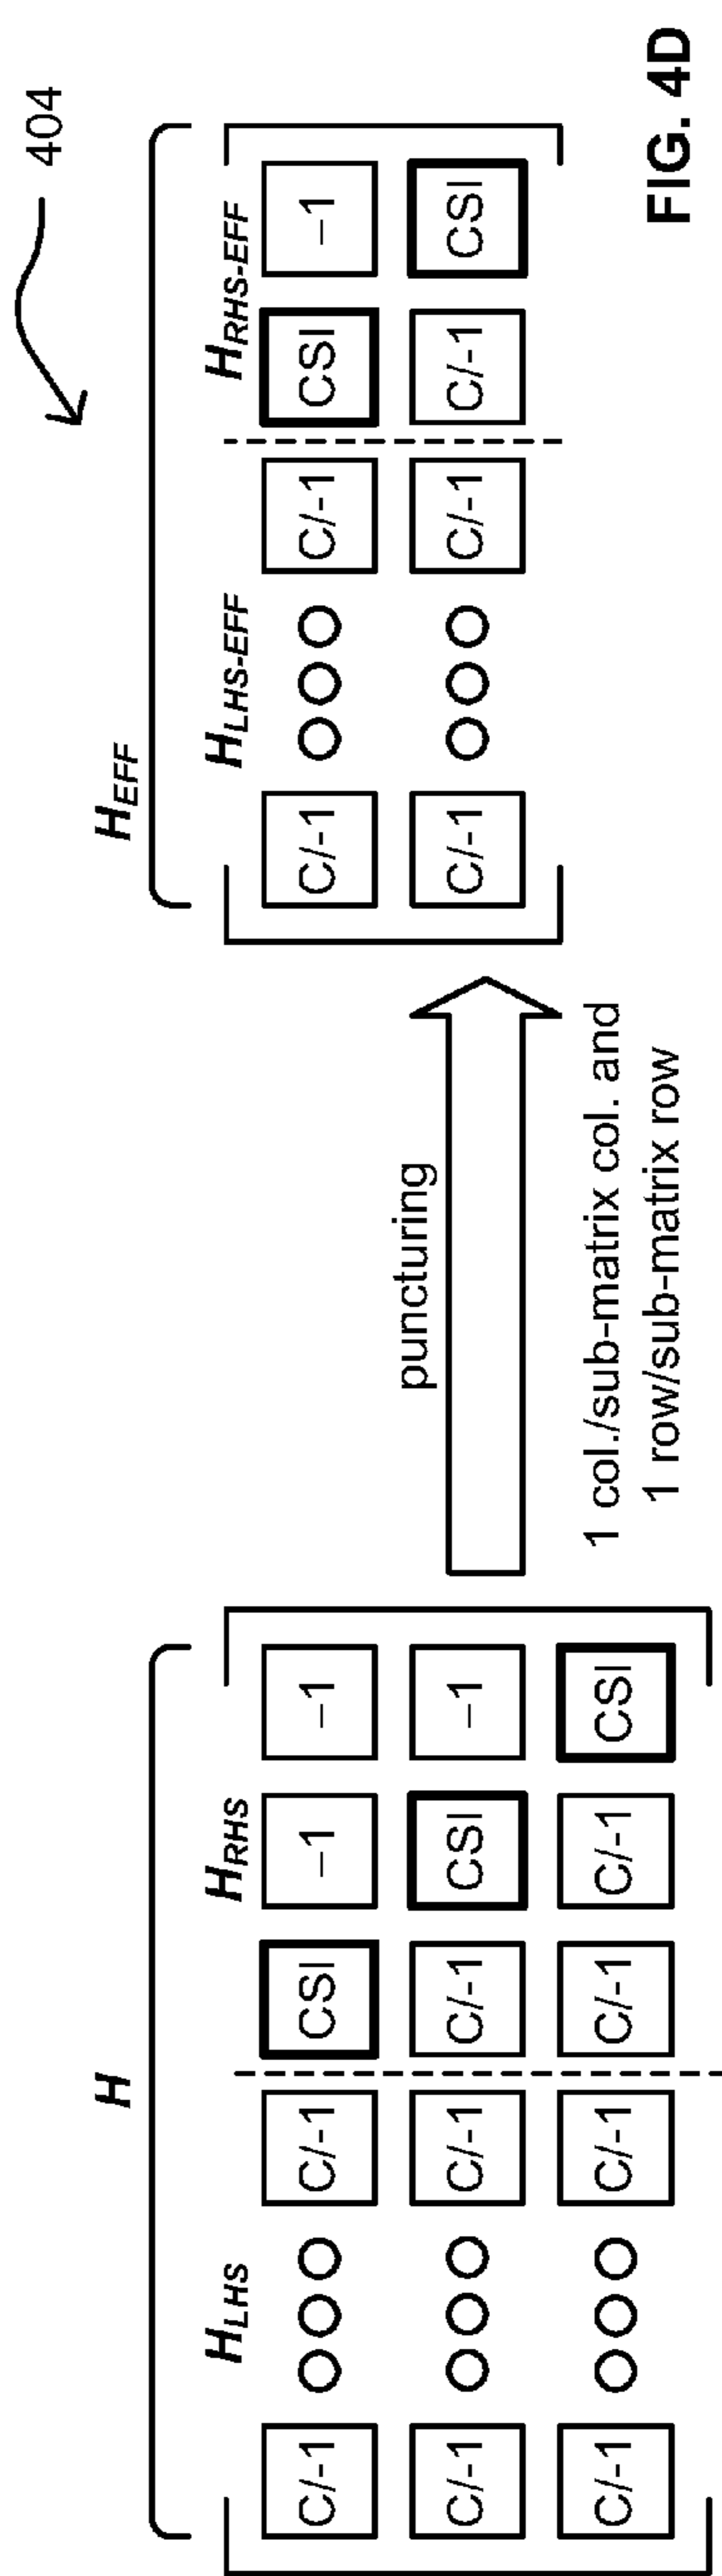 404
H
H_EFF
H_LHS H_RHS
H_LHS-EFF H_RHS-EFF
C/-1 C/-1 CSI –1 –1
C/-1 C/-1 C/-1 CSI –1
C/-1 C/-1 C/-1 C/-1 CSI
puncturing
1 col./sub-matrix col. and
1 row/sub-matrix row
C/-1 C/-1 CSI –1
C/-1 C/-1 C/-1 CSI
FIG. 4D